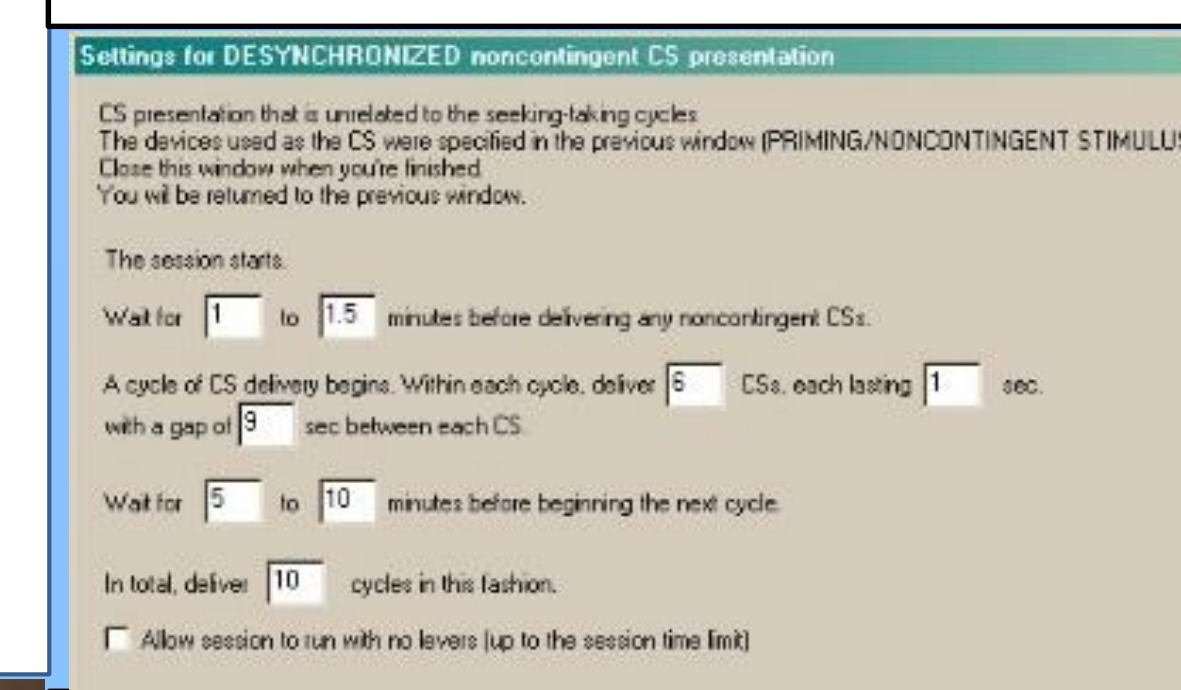 Settings for DESYNCHRONIZED noncontingent CS presentation
CS presentation that is unrelated to the seeking-taking cycles
The devices used as the CS were specified in the previous window (PRIMING/NONCONTINGENT STIMULUS
Close this window when you're finished.
You will be returned to the previous window.
The session starts.
Wait for 1 to 1.5 minutes before delivering any noncontingent CSs.
A cycle of CS delivery begins. Within each cycle, deliver 6 CSs, each lasting 1 sec.
with a gap of 9 sec between each CS.
Wait for 5 to 10 minutes before beginning the next cycle.
In total, deliver 10 cycles in this fashion.
Allow session to run with no levers (up to the session time limit)